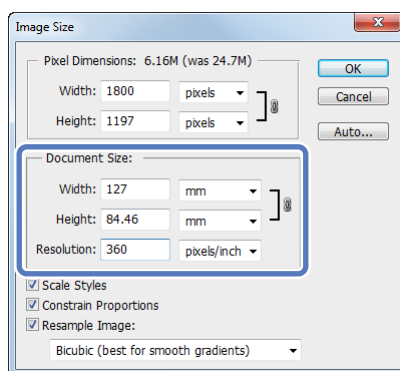 Image Size
Pixel Dimensions: 6.16M (was 24.7M)
Width: 1800 pixels
Height: 1197 pixels
OK
Cancel
Auto...
Document Size:
Width: 127 mm
Height: 84.46 mm
Resolution: 360 pixels/inch
Scale Styles
Constrain Proportions
Resample Image:
Bicubic (best for smooth gradients)